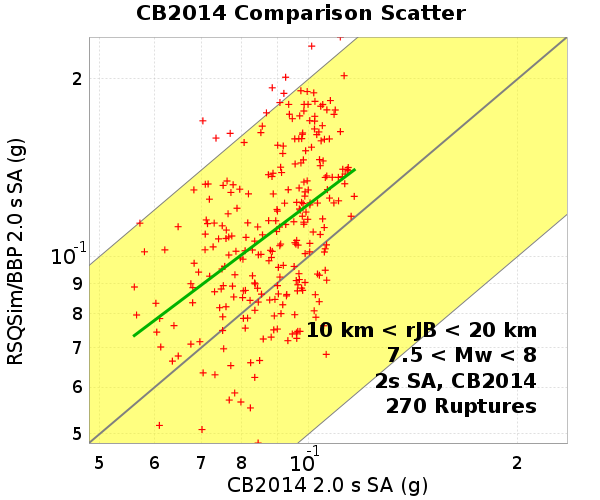 CB2014 Comparison Scatter
RSQSim/BBP 2.0 s SA (g)
2
10-1
9
8
7
6
5
10 km < rJB < 20 km
7.5 < Mw < 8
2s SA, CB2014
270 Ruptures
5 6 7 8 10-1 2
CB2014 2.0 s SA (g)